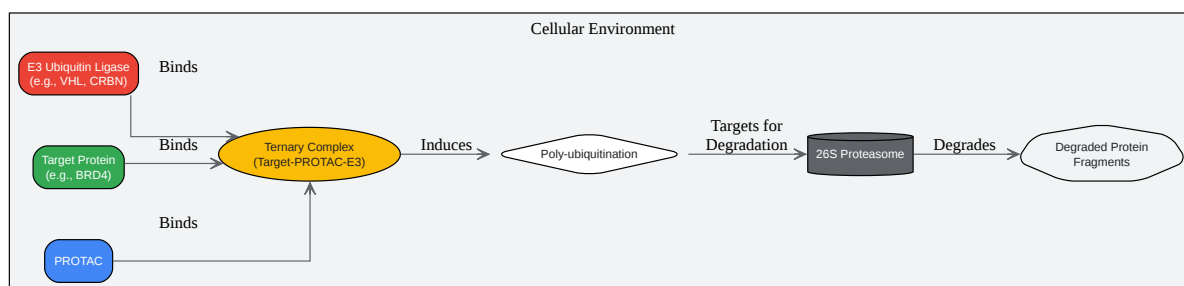 Cellular Environment
E3 Ubiquitin Ligase
(e.g., VHL, CRBN)
Binds
Target Protein
(e.g., BRD4)
Binds
PROTAC
Binds
Ternary Complex
(Target-PROTAC-E3)
Induces
Poly-ubiquitination
Targets for
Degradation
26S Proteasome
Degrades
Degraded Protein
Fragments